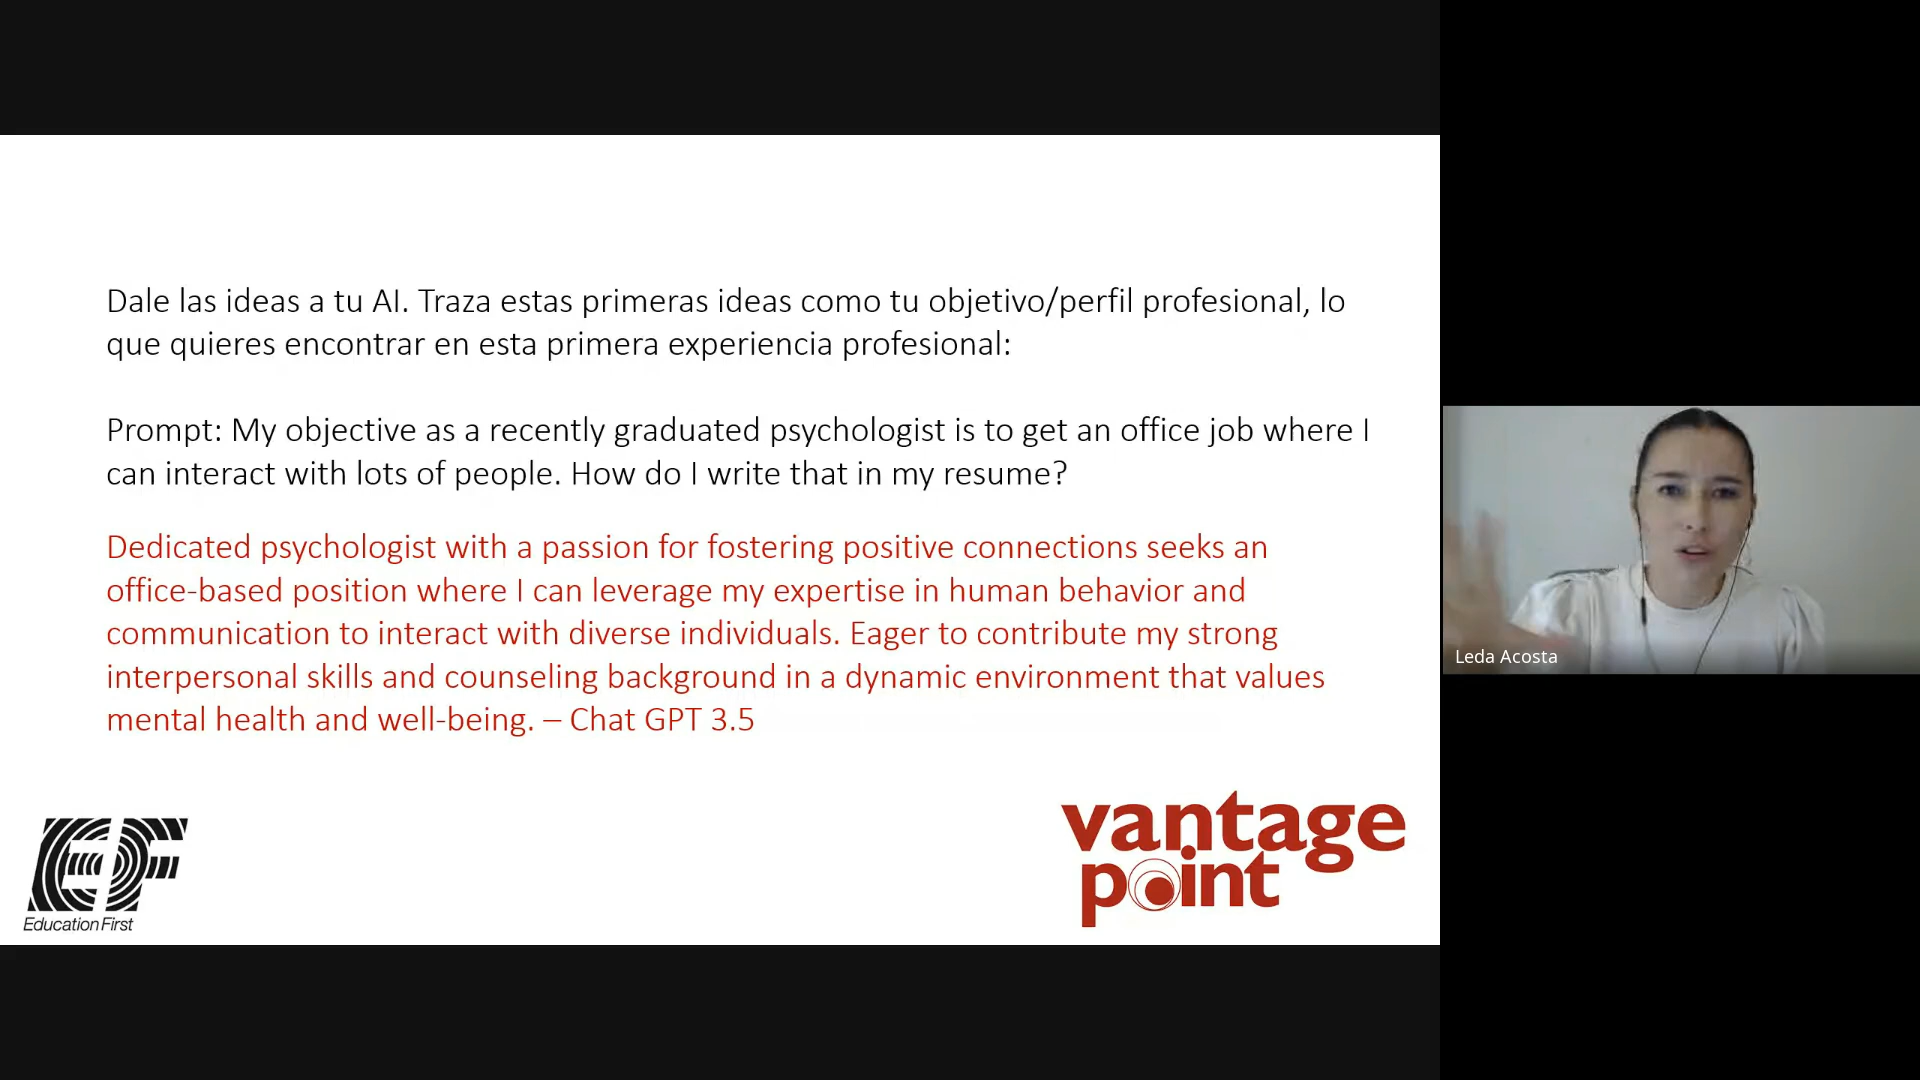 Dale las ideas a tu AI. Traza estas primeras ideas como tu objetivo/perfil profesional, lo
que quieres encontrar en esta primera experiencia profesional:
Prompt: My objective as a recently graduated psychologist is to get an office job where I
can interact with lots of people. How do I write that in my resume?
Dedicated psychologist with a passion for fostering positive connections seeks an
office-based position where I can leverage my expertise in human behavior and
communication to interact with diverse individuals. Eager to contribute my strong
interpersonal skills and counseling background in a dynamic environment that values
mental health and well-being. – Chat GPT 3.5
Leda Acosta
EF
Education First
vantage
point